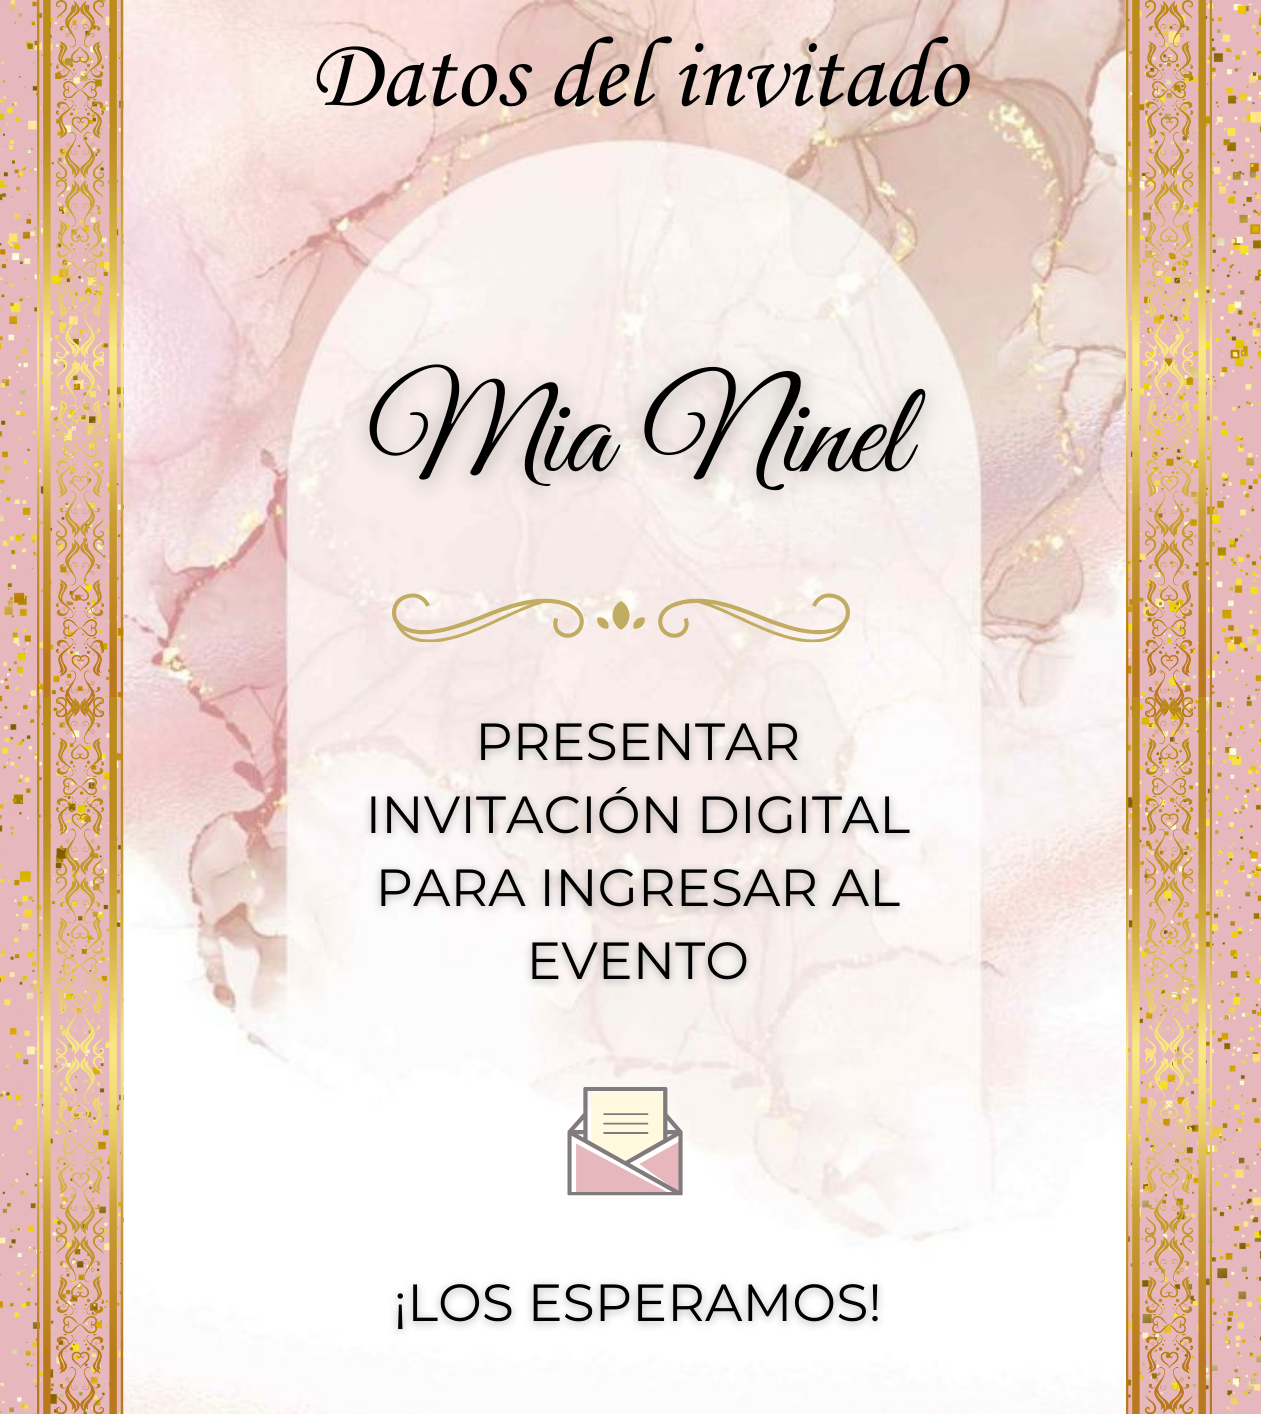 Datos del invitado
Mia Ninel
PRESENTAR
INVITACIÓN DIGITAL
PARA INGRESAR AL
EVENTO
¡LOS ESPERAMOS!